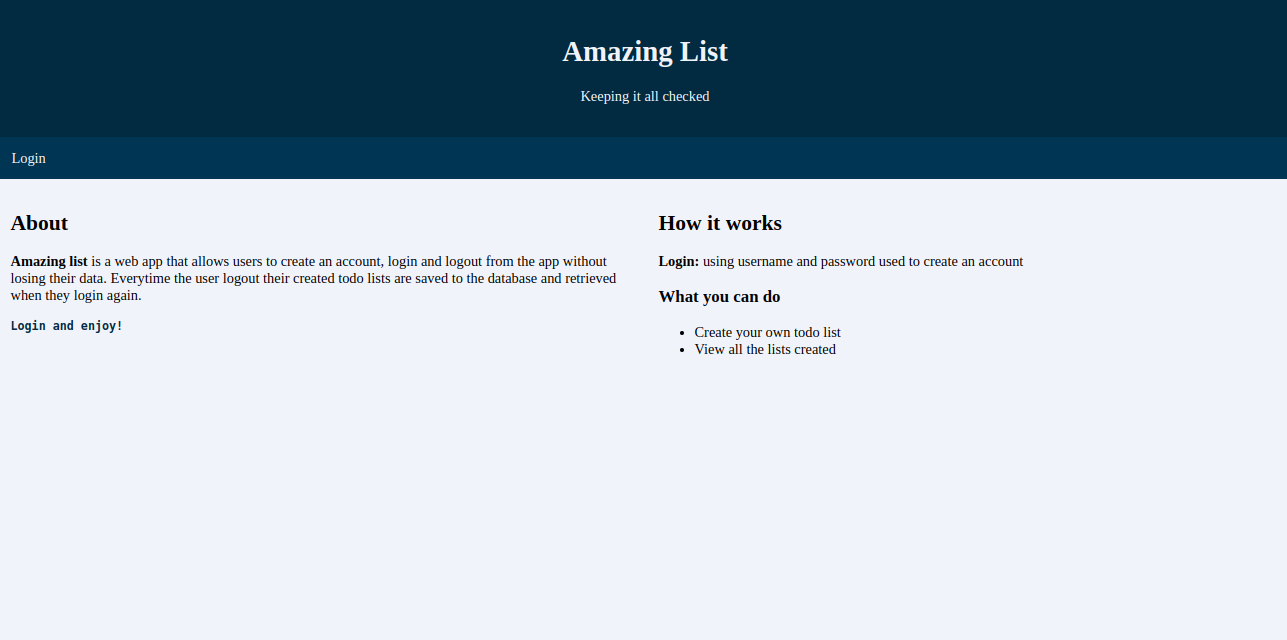 Amazing List
Keeping it all checked
Login
About
Amazing list is a web app that allows users to create an account, login and logout from the app without
losing their data. Everytime the user logout their created todo lists are saved to the database and retrieved
when they login again.
Login and enjoy!
How it works
Login: using username and password used to create an account
What you can do
• Create your own todo list
• View all the lists created